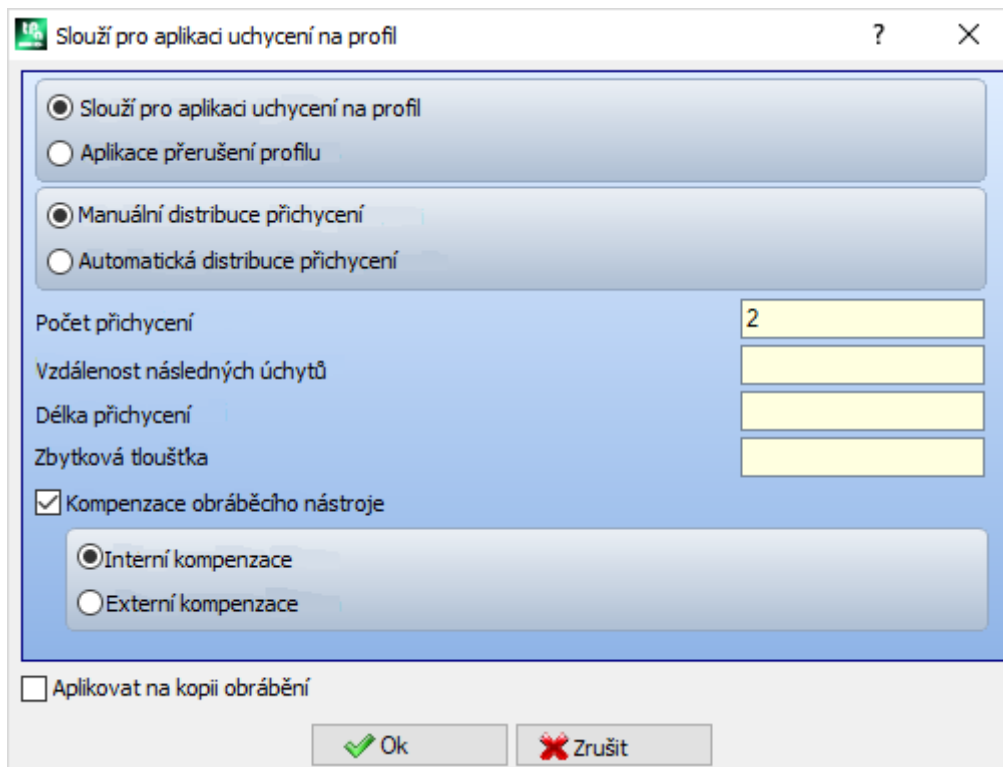 Slouží pro aplikaci uchycení na profil
?
Slouží pro aplikaci uchycení na profil
Aplikace přerušení profilu
Manuální distribuce přichycení
Automatická distribuce přichycení
Počet přichycení 2
Vzdálenost následných úchytů
Délka přichycení
Zbytková tloušťka
Kompenzace obráběcího nástroje
Interní kompenzace
Externí kompenzace
Aplikovat na kopii obrábění
Ok Zrušit